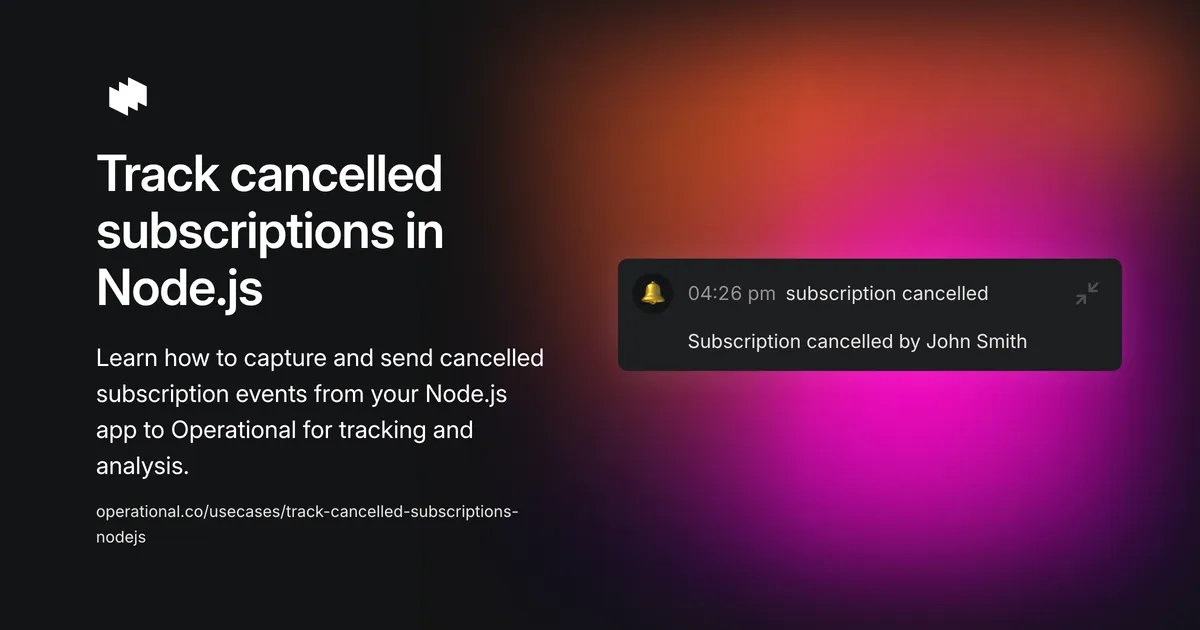 Track cancelled
subscriptions in
Node.js
Learn how to capture and send cancelled
subscription events from your Node.js
app to Operational for tracking and
analysis.
operational.co/usecases/track-cancelled-subscriptions-
nodejs
04:26 pm subscription cancelled
Subscription cancelled by John Smith